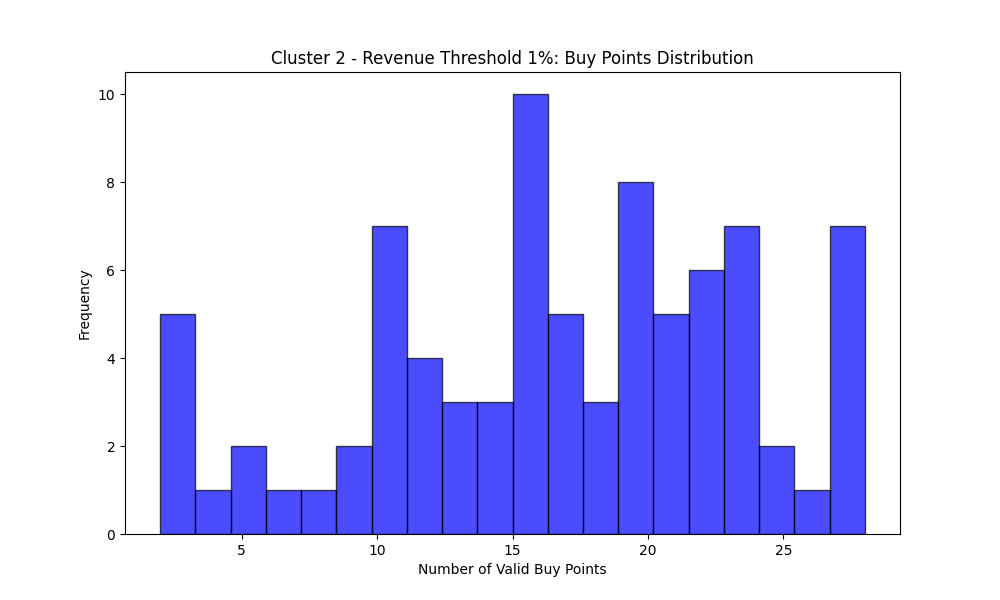 Cluster 2 - Revenue Threshold 1%: Buy Points Distribution
10
8
6
4
2
0
Frequency
5 10 15 20 25
Number of Valid Buy Points